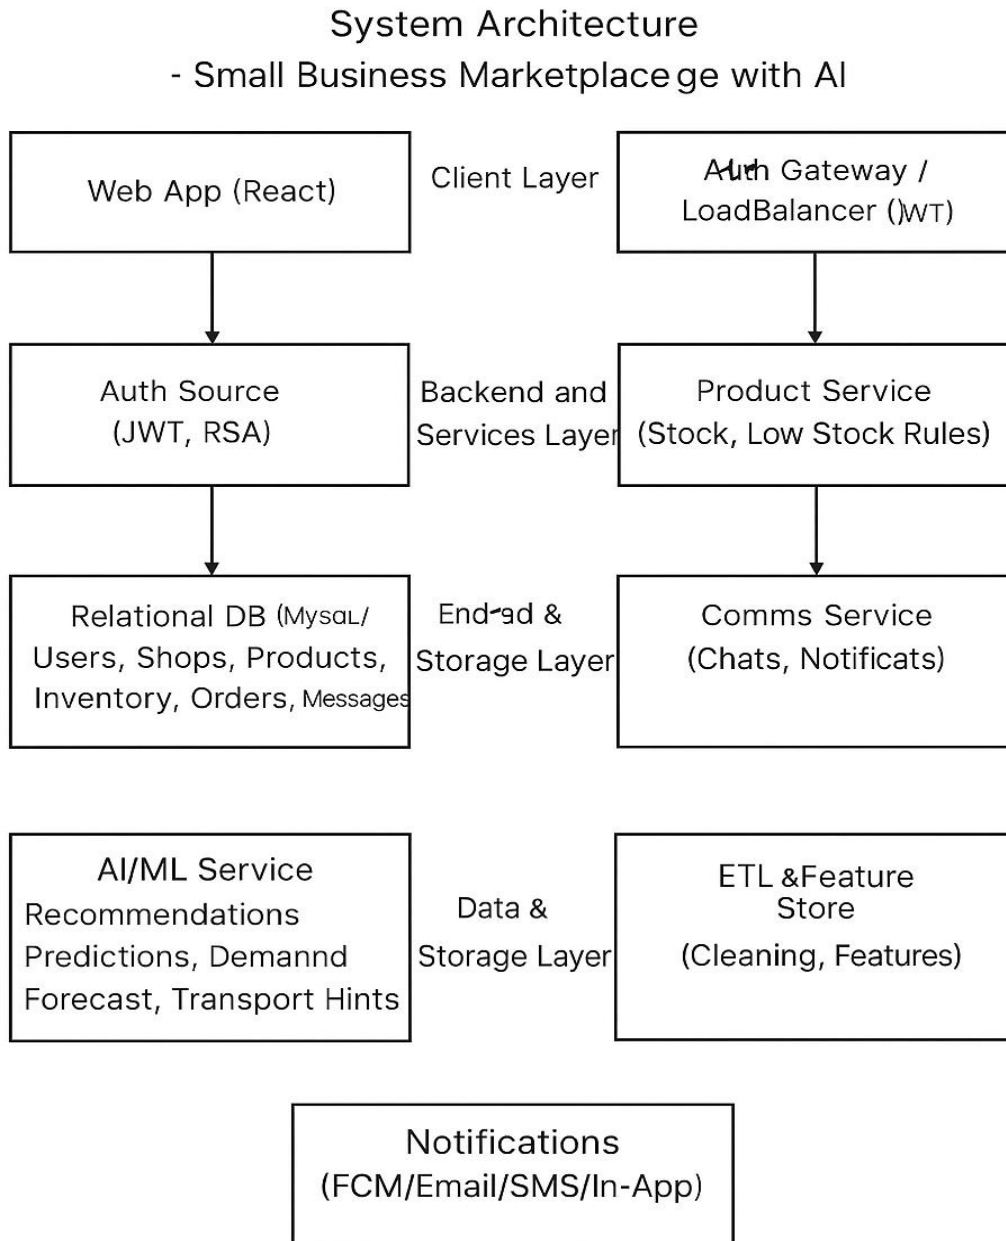 System Architecture
- Small Business Marketplace ge with AI
Web App (React)
Client Layer
Auth Gateway /
LoadBalancer ()WT)
Auth Source
(JWT, RSA)
Backend and
Services Layer
Product Service
(Stock, Low Stock Rules)
Relational DB (MysqL/
Users, Shops, Products,
Inventory, Orders, Messages
&
Storage Layer
Comms Service
(Chats, Notificats)
AI/ML Service
Recommendations
Predictions, Demannd
Forecast, Transport Hints
Data &
Storage Layer
ETL &Feature
Store
(Cleaning, Features)
Notifications
(FCM/Email/SMS/In-App)